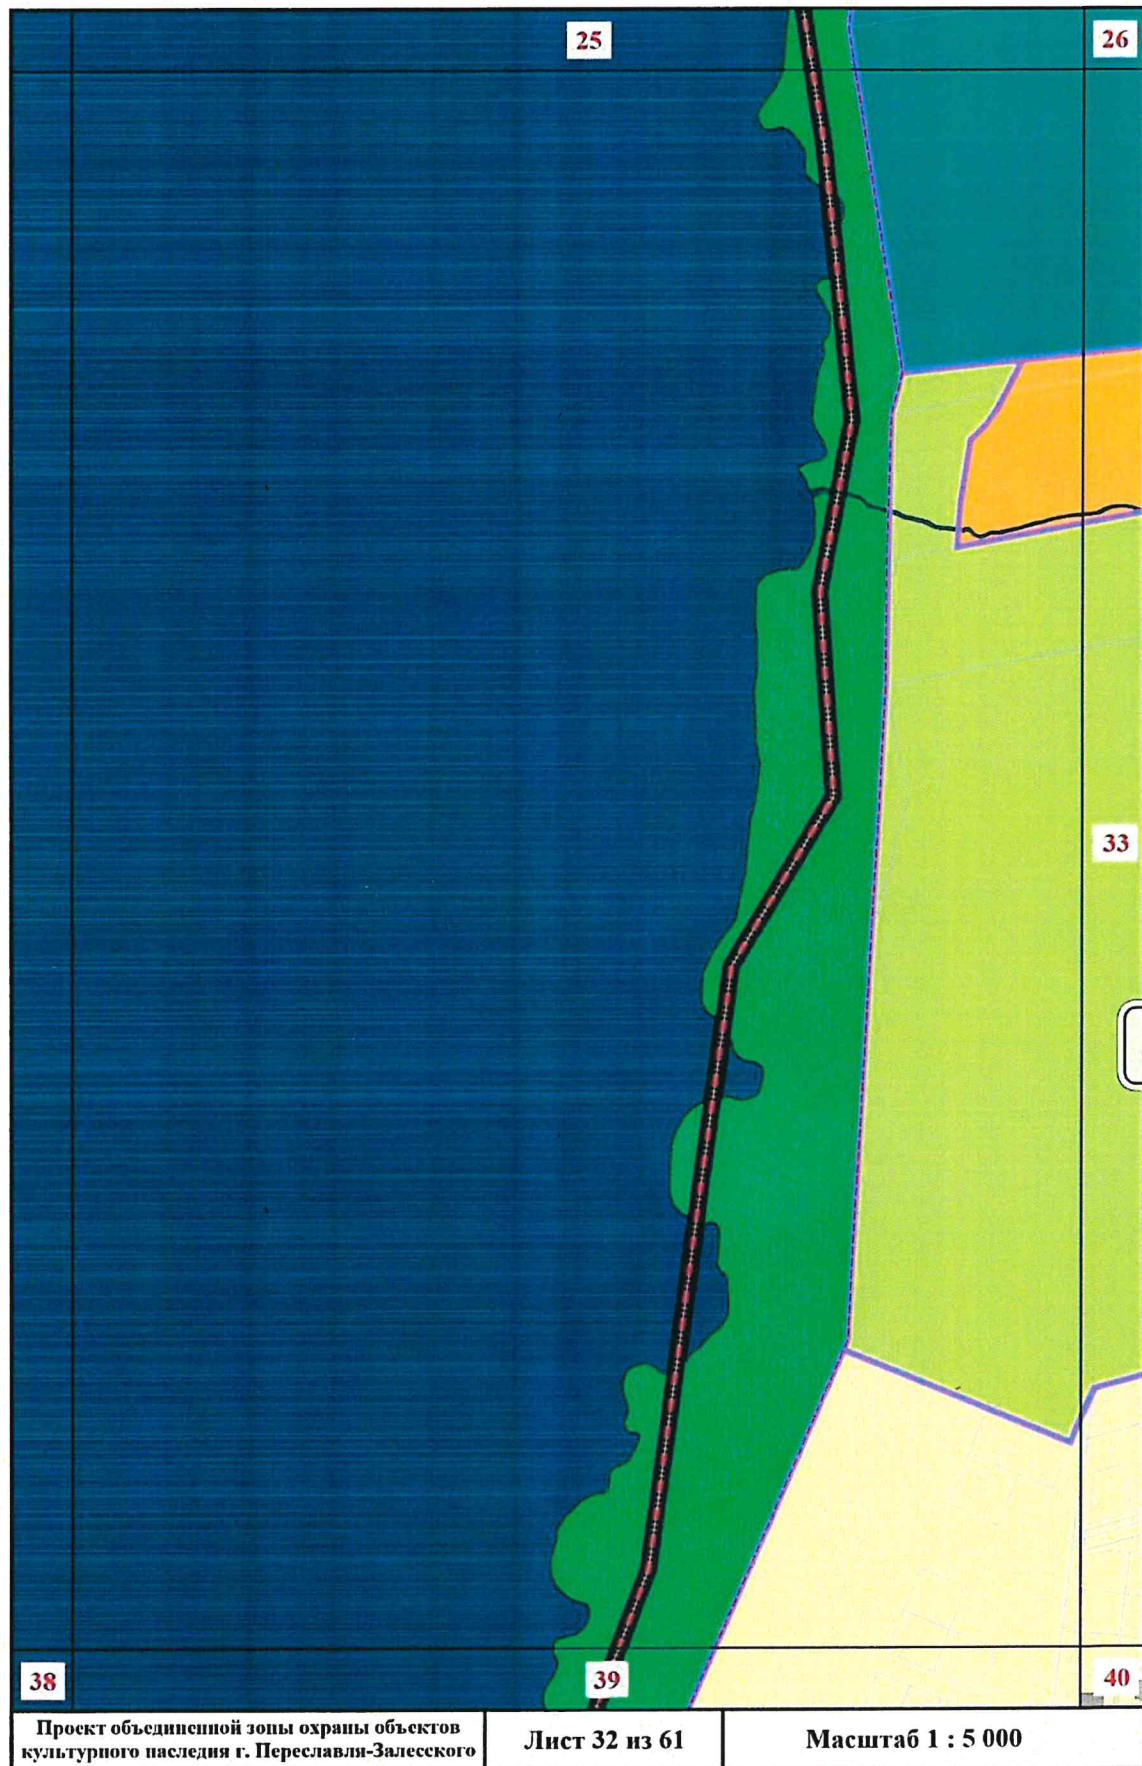 25
26
33
38
39
40
Проект объединенной зоны охраны объектов
культурного наследия г. Переславля-Залесского
Лист 32 из 61
Масштаб 1 : 5 000